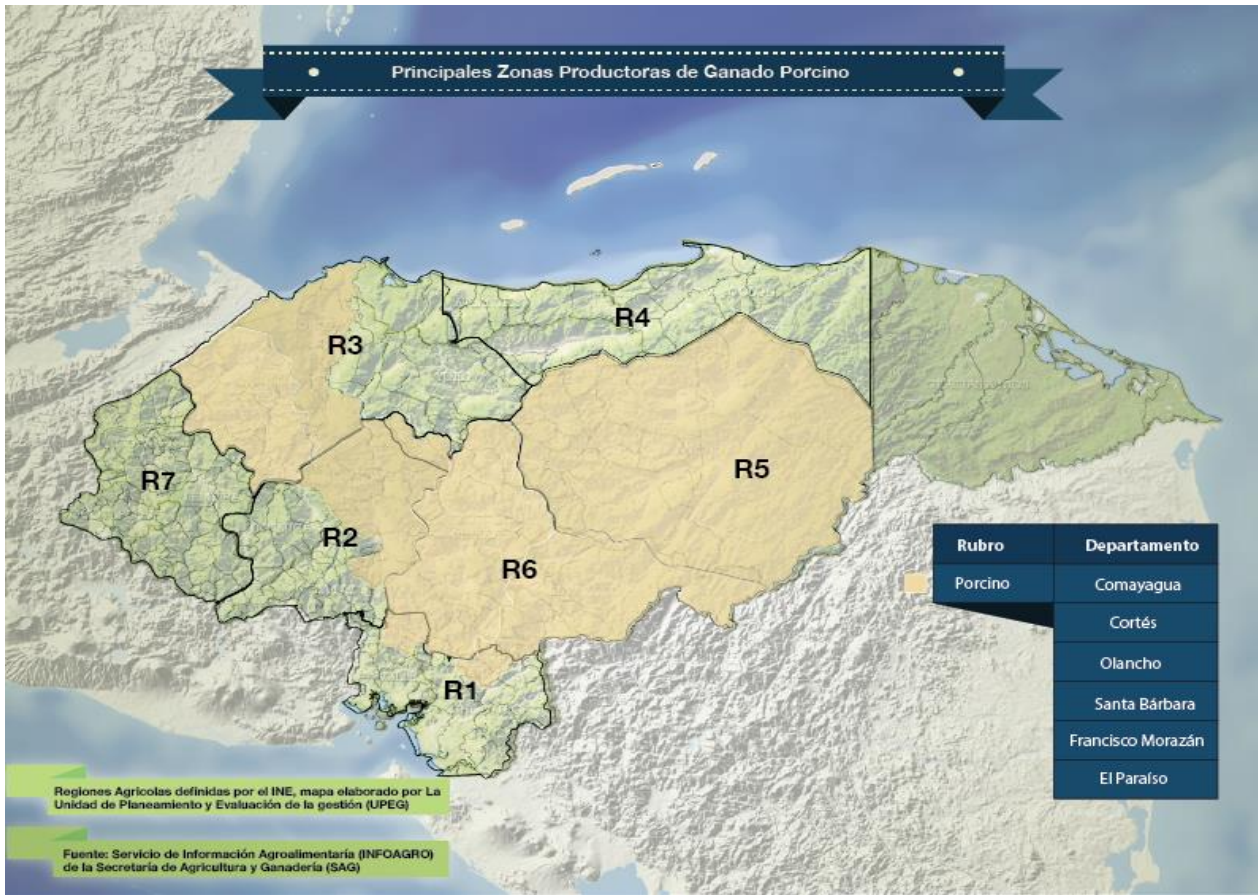 Principales Zonas Productoras de Ganado Porcino
R4
R3
R5
R7
R2
R6
R1
Rubro
Departamento
Porcino
Comayagua
Cortés
Olancho
Santa Bárbara
Francisco Morazán
El Paraíso
Regiones Agricolas definidas por el INE, mapa elaborado por La
Unidad de Planeamiento y Evaluación de la gestión (UPEG)
Fuente: Servicio de Información Agroalimentaría (INFOAGRO)
de la Secretaría de Agricultura y Ganadería (SAG)